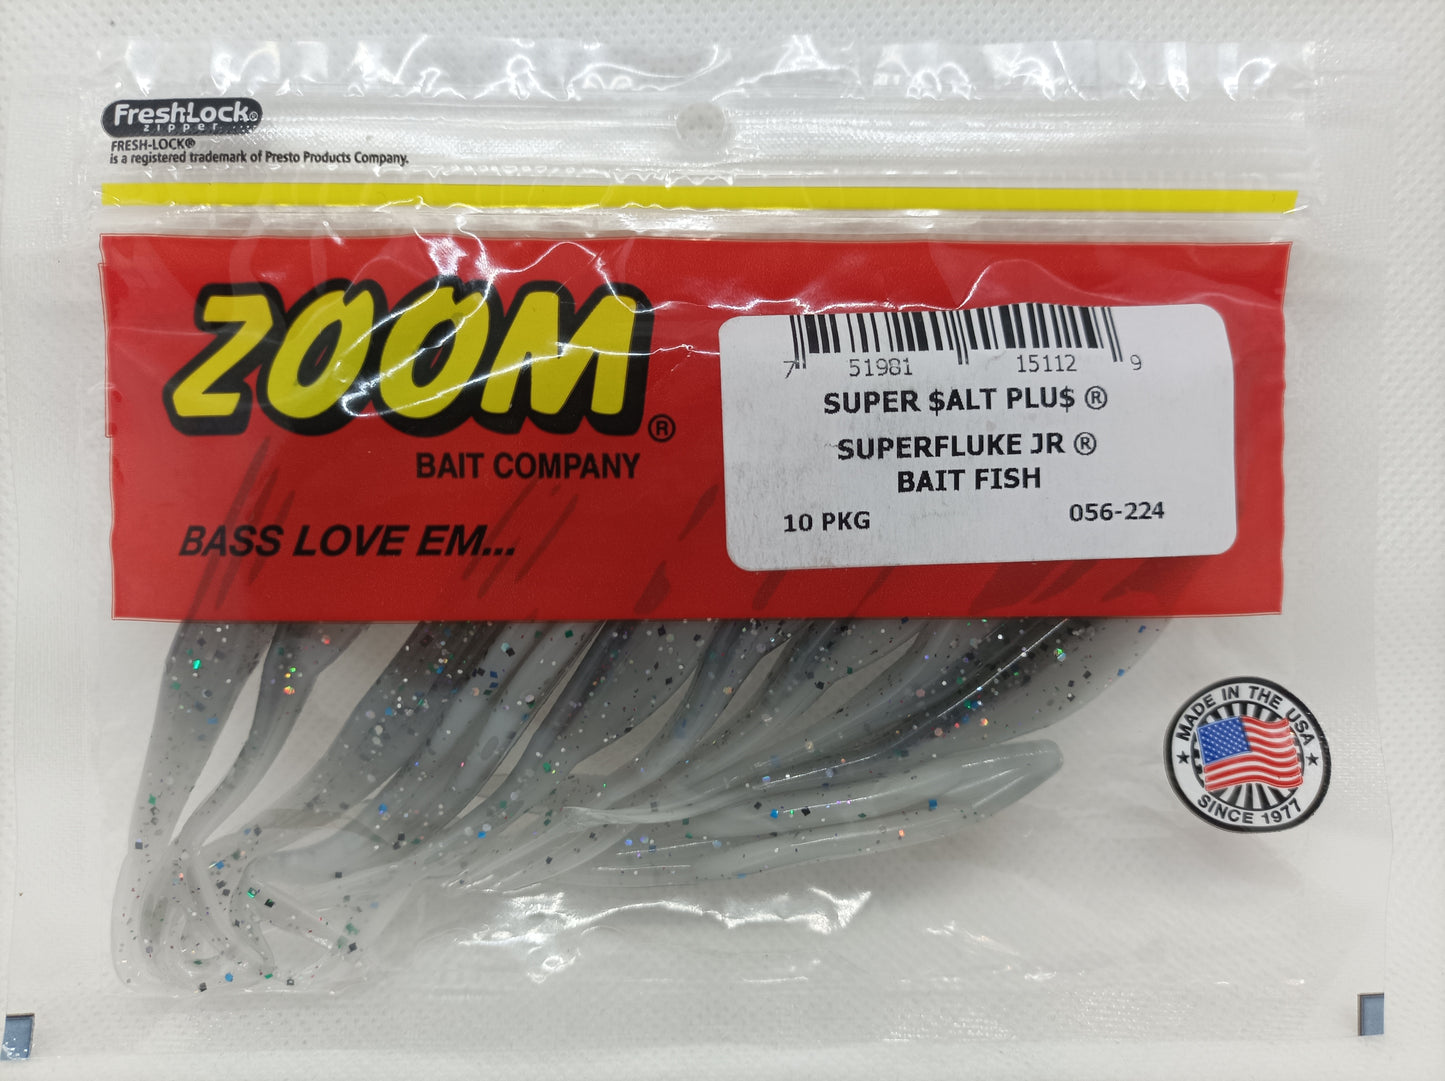 FreshLock®
zipper
FRESH-LOCK®
is a registered trademark of Presto Products Company.
ZOOM®
BAIT COMPANY
BASS LOVE EM...
7 51981 15112 9
SUPER $ALT PLU$ ®
SUPERFLUKE JR ®
BAIT FISH
10 PKG 056-224
MADE IN THE USA
SINCE 1977